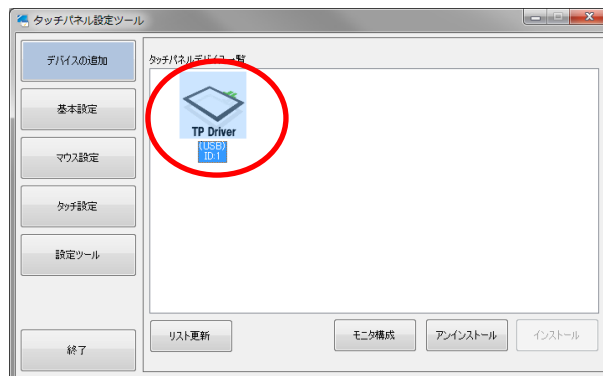 タッチパネル設定ツール
デバイスの追加
基本設定
マウス設定
タッチ設定
設定ツール
終了
タッチパネルデバイス一覧
TP Driver
(USB)
ID:1
リスト更新
モニタ構成
アンインストール
インストール